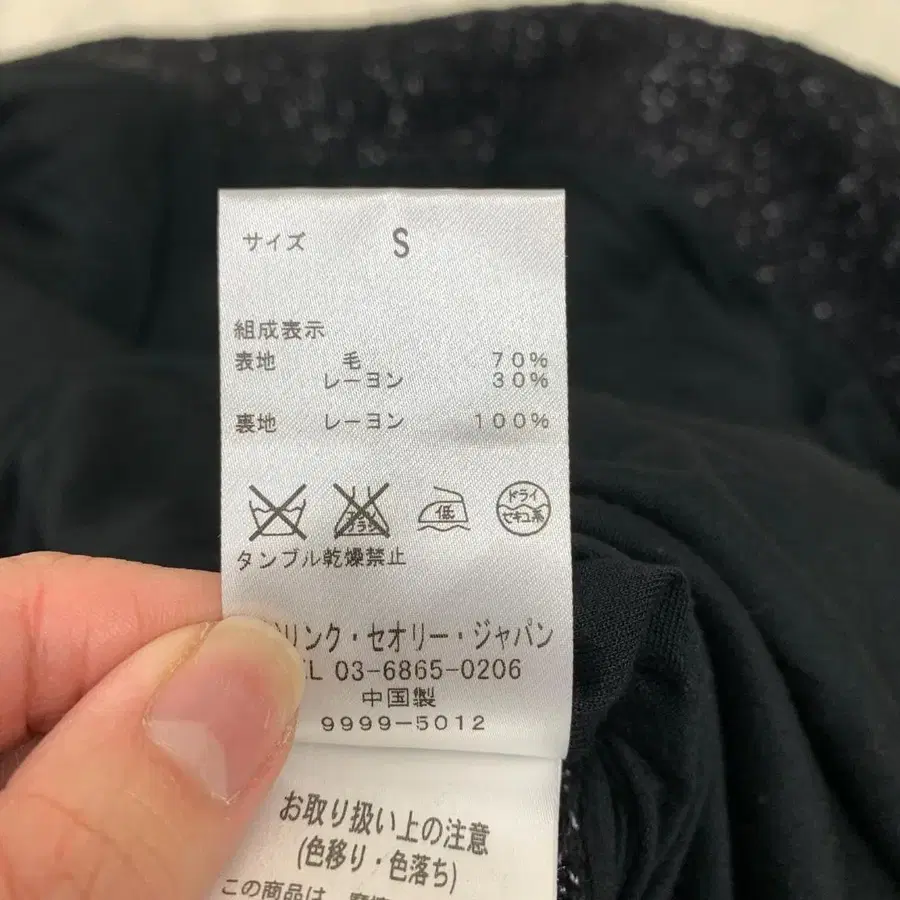 サイズ S
組成表示
表地 毛 70%
レーヨン 30%
裏地 レーヨン 100%
低 ドライ
セキユ系
タンブル乾燥禁止
リンク・セオリー・ジャパン
03-6865-0206
中国製
9999-5012
お取り扱い上の注意
(色移り・色落ち)
この商品は、摩擦